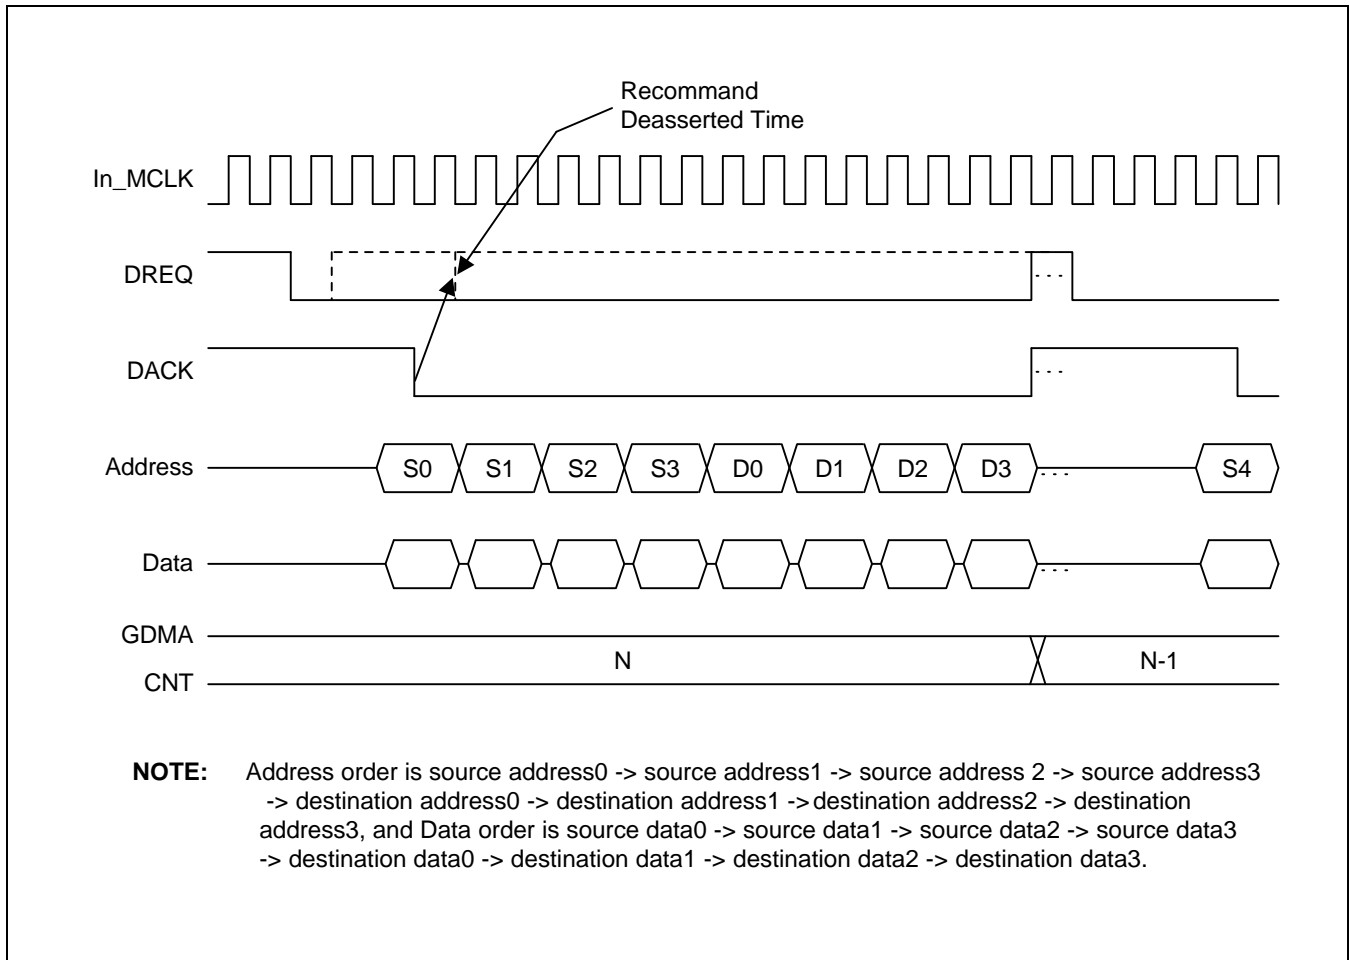 Recommand
Deasserted Time
In_MCLK
DREQ
. . .
DACK
. . .
Address S0 S1 S2 S3 D0 D1 D2 D3 . . . S4
Data . . .
GDMA
N N-1
CNT
NOTE: Address order is source address0 -> source address1 -> source address 2 -> source address3
-> destination address0 -> destination address1 ->destination address2 -> destination
address3, and Data order is source data0 -> source data1 -> source data2 -> source data3
-> destination data0 -> destination data1 -> destination data2 -> destination data3.